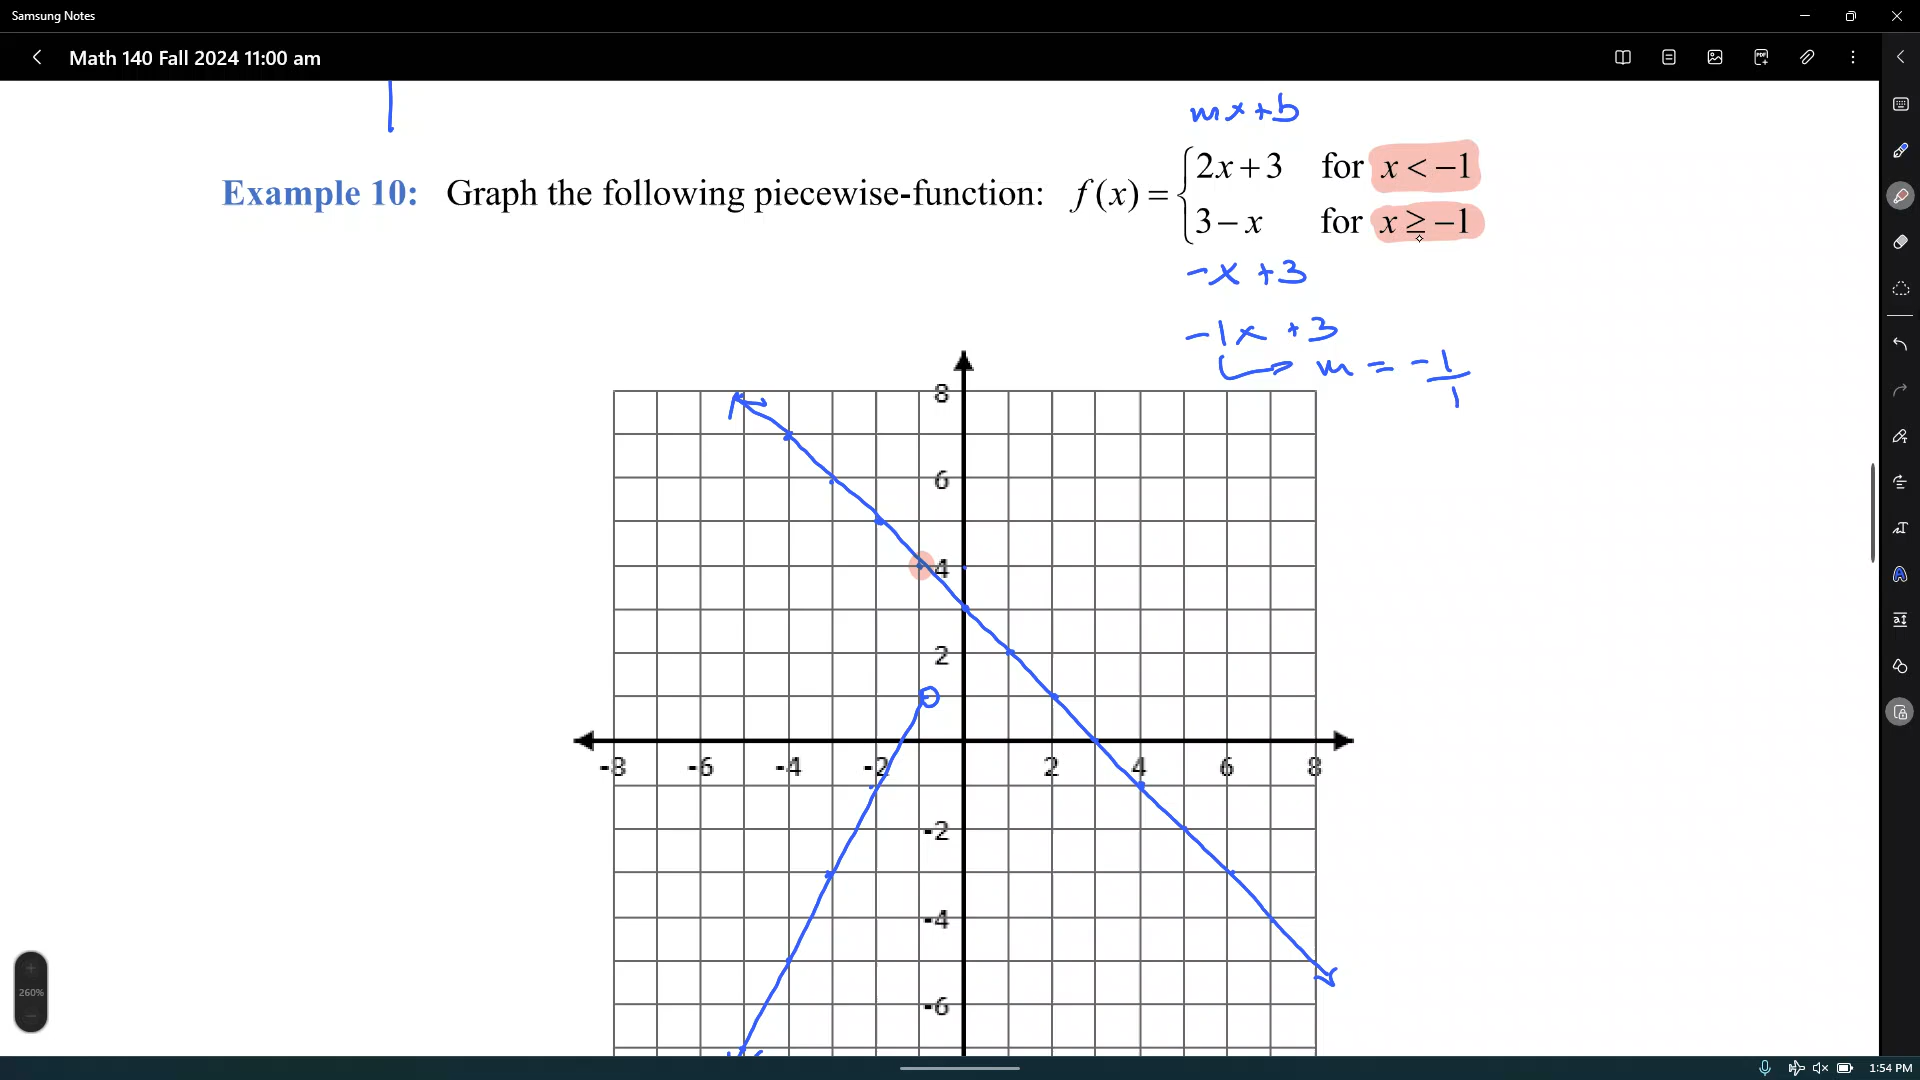 Samsung Notes
Math 140 Fall 2024 11:00 am
mx+b
Example 10: Graph the following piecewise-function: f(x) = { 2x+3 for x < −1
3−x for x ≥ −1
-x +3
-1x +3
m = -1/1
8
6
4
2
-8 -6 -4 -2 2 4 6 8
-2
-4
-6
260%
1:54 PM